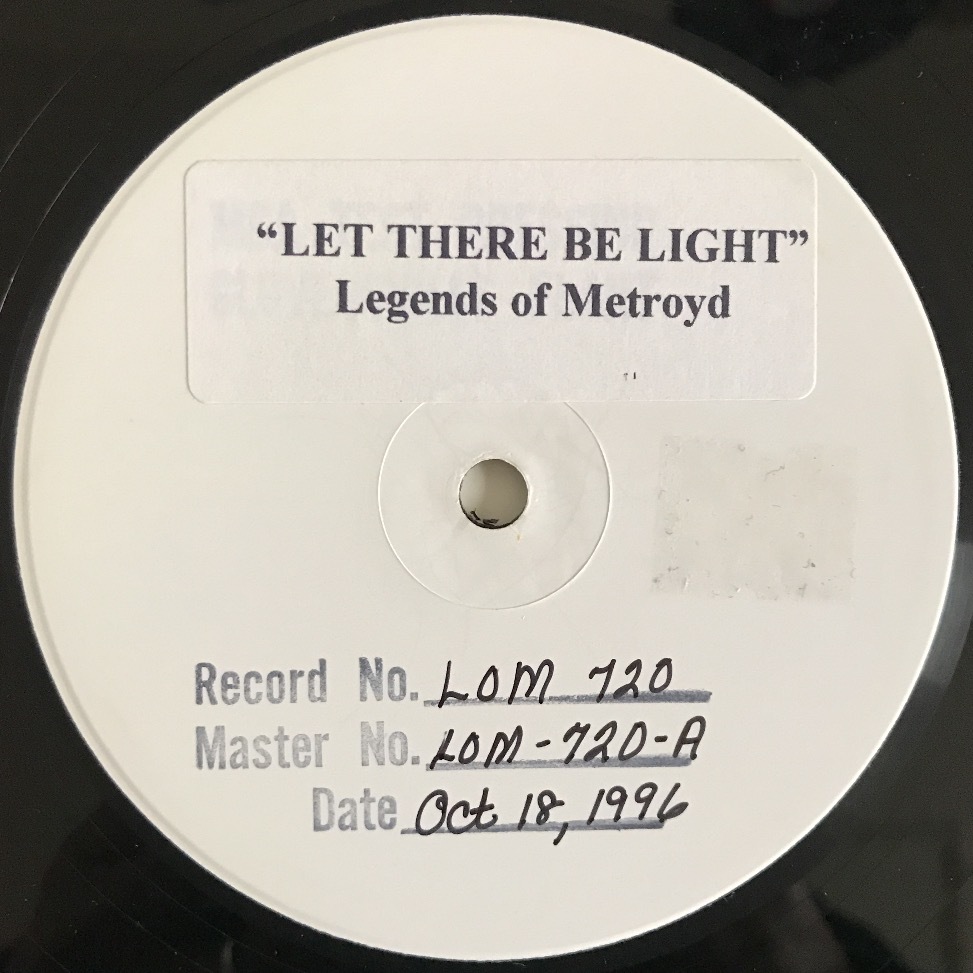 “LET THERE BE LIGHT”
Legends of Metroyd
Record No. LOM 720
Master No. LOM-720-A
Date Oct 18, 1996